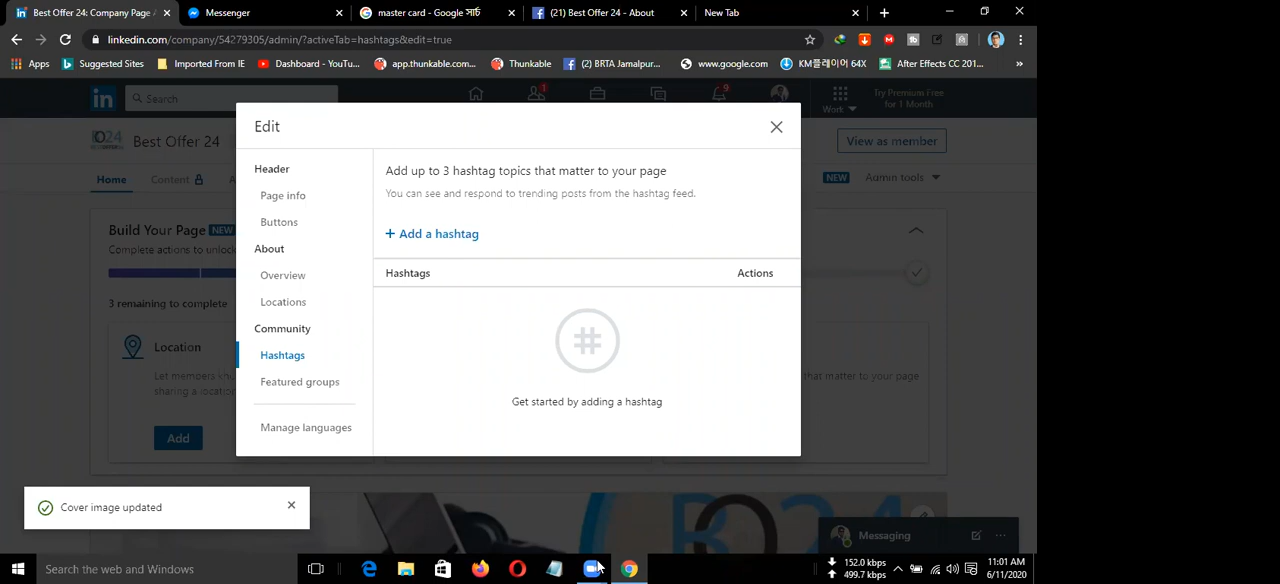 Best Offer 24: Company Page /
Messenger
master card - Google সার্চ
(21) Best Offer 24 - About
New Tab
linkedin.com/company/54279305/admin/?activeTab=hashtags&edit=true
Apps
Suggested Sites
Imported From IE
Dashboard - YouTu...
app.thunkable.com...
Thunkable
(2) BRTA Jamalpur...
www.google.com
KM플레이어 64X
After Effects CC 201...
»
in
Search
1
9
Work
Try Premium Free
for 1 Month
Best Offer 24
View as member
Home
Content
NEW
Admin tools
Build Your Page NEW
Complete actions to unlock
3 remaining to complete
Location
Let members
sharing a
that matter to your page
Add
Edit
Header
Page info
Buttons
About
Overview
Locations
Community
Hashtags
Featured groups
Manage languages
Add up to 3 hashtag topics that matter to your page
You can see and respond to trending posts from the hashtag feed.
+ Add a hashtag
Hashtags
Actions
Get started by adding a hashtag
Cover image updated
Messaging
Search the web and Windows
152.0 kbps
499.7 kbps
11:01 AM
6/11/2020